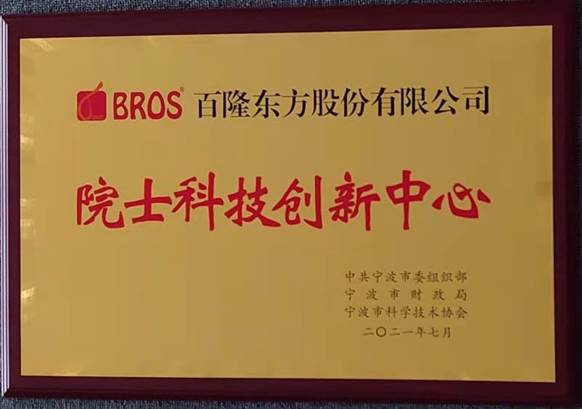 BROS® 百隆东方股份有限公司
院士科技创新中心
中共宁波市委组织部
宁波市财政局
宁波市科学技术协会
二〇二一年七月